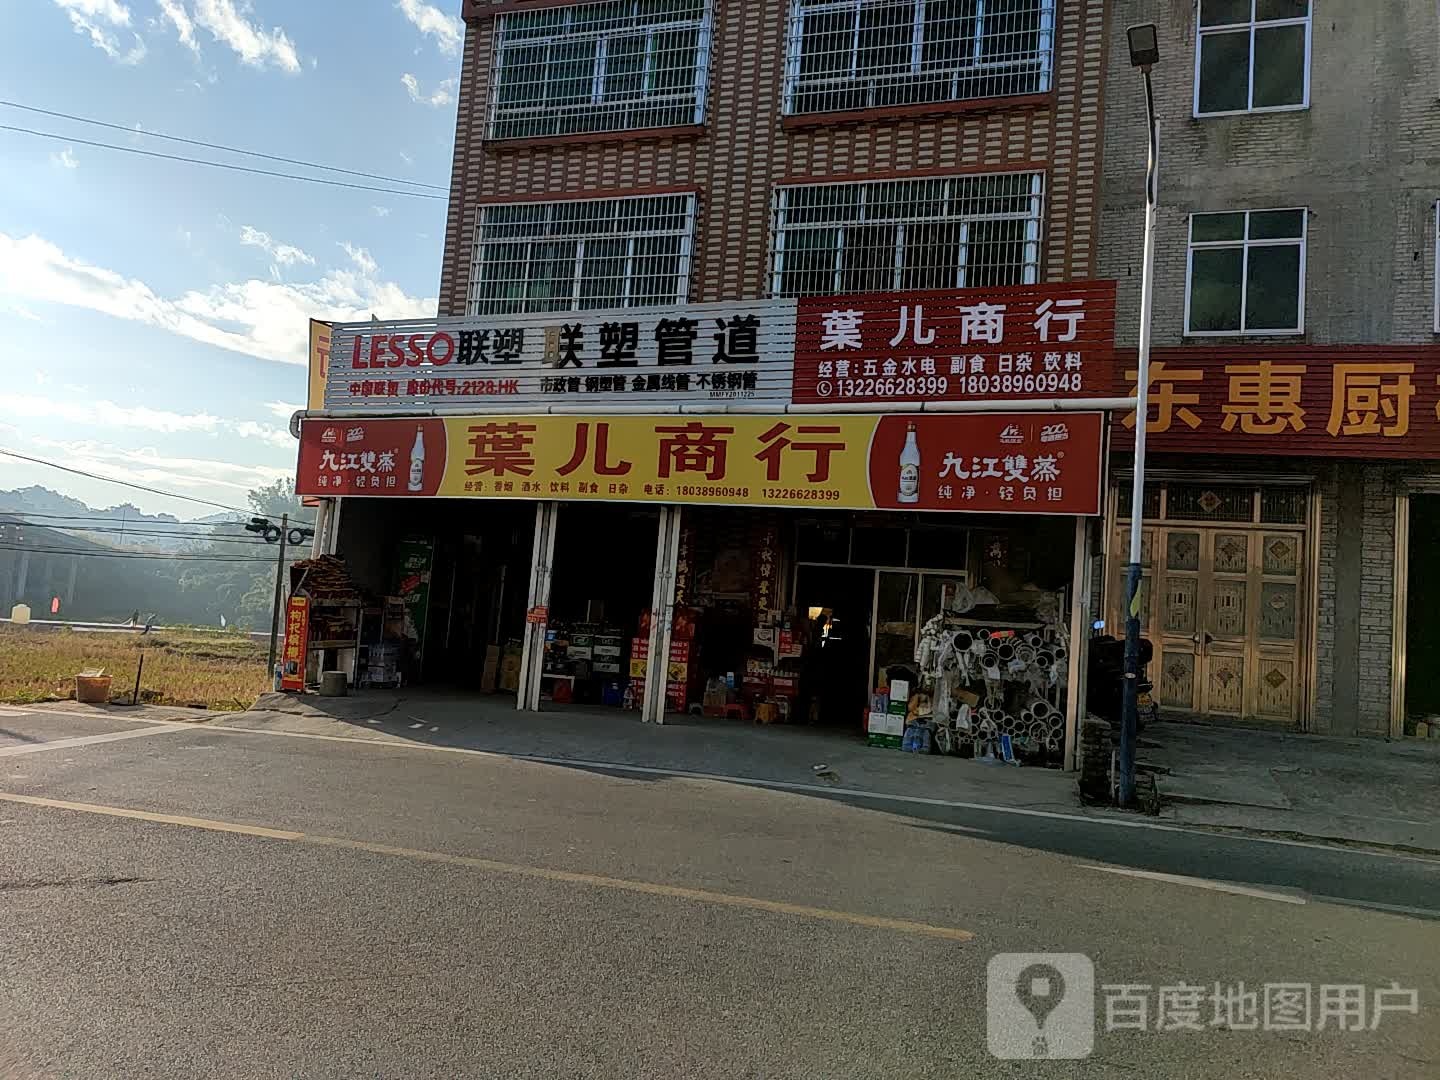 LESSO联塑 联塑管道
中国联塑 股份代号:2128.HK 市政管 钢塑管 金属线管 不锈钢管
MMFY2011225
葉儿商行
经营:五金水电 副食 日杂 饮料
13226628399 18038960948
东惠厨
九江雙蒸
纯净·轻负担
葉儿商行
经营:香烟 酒水 饮料 副食 日杂 电话:18038960948 13226628399
九江雙蒸
纯净·轻负担
枸杞槟榔
百度地图用户